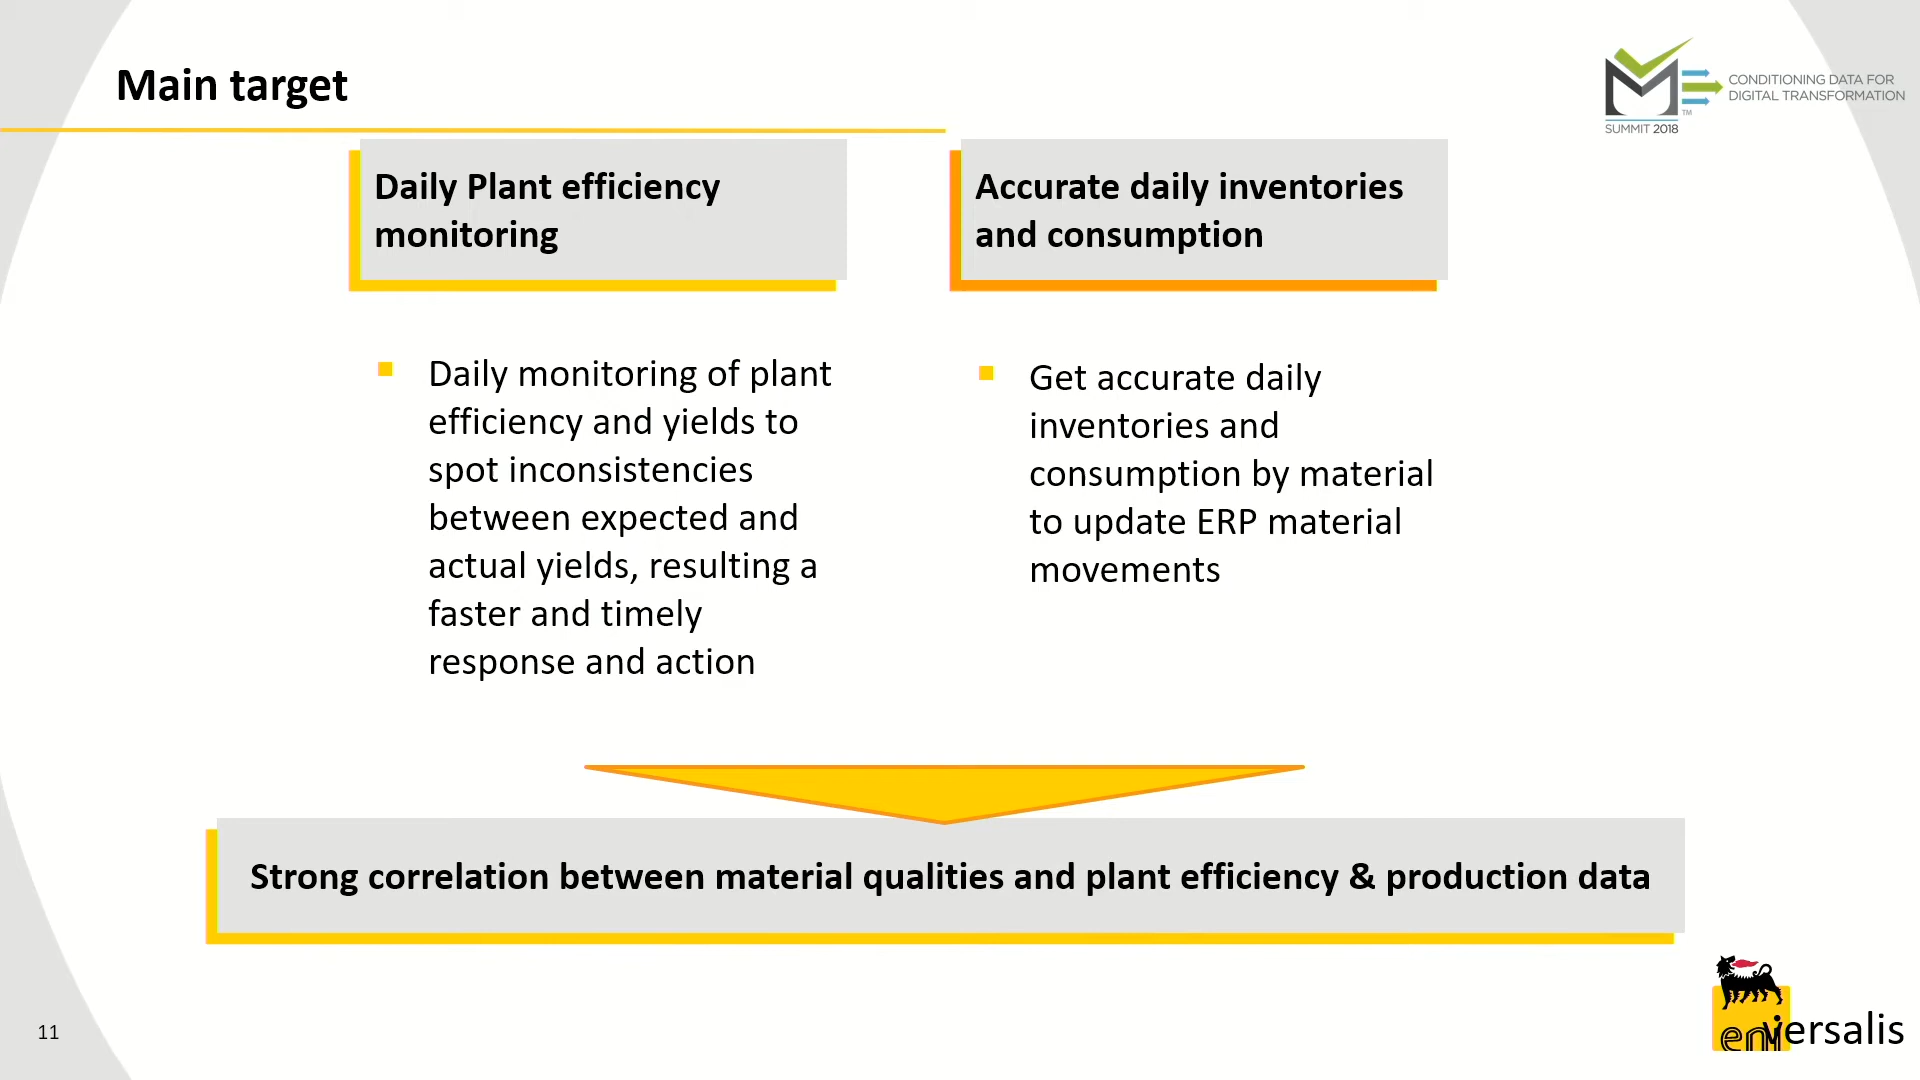 Main target
CONDITIONING DATA FOR
DIGITAL TRANSFORMATION
TM
SUMMIT 2018
Daily Plant efficiency
monitoring
Accurate daily inventories
and consumption
Daily monitoring of plant
efficiency and yields to
spot inconsistencies
between expected and
actual yields, resulting a
faster and timely
response and action
Get accurate daily
inventories and
consumption by material
to update ERP material
movements
Strong correlation between material qualities and plant efficiency & production data
11
eni
versalis